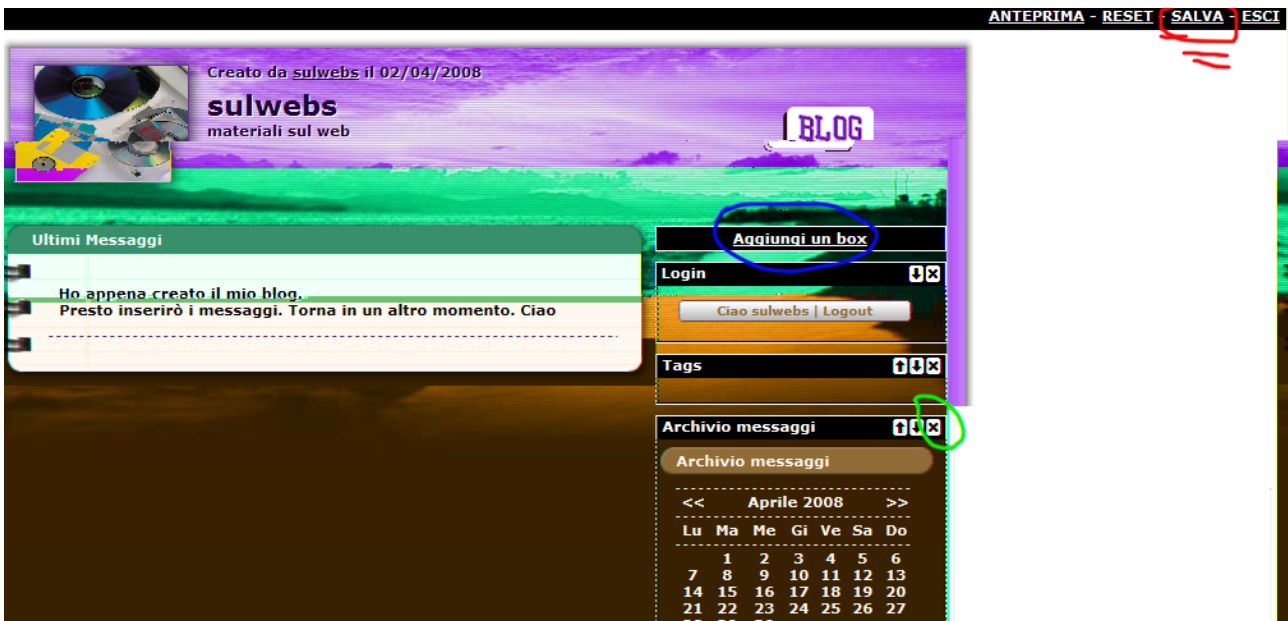 ANTEPRIMA - RESET - SALVA - ESCI
Creato da sulwebs il 02/04/2008
sulwebs
materiali sul web
BLOG
Ultimi Messaggi
Ho appena creato il mio blog.
Presto inserirò i messaggi. Torna in un altro momento. Ciao
Aggiungi un box
Login
Ciao sulwebs | Logout
Tags
Archivio messaggi
Archivio messaggi
<< Aprile 2008 >>
Lu Ma Me Gi Ve Sa Do
1 2 3 4 5 6
7 8 9 10 11 12 13
14 15 16 17 18 19 20
21 22 23 24 25 26 27